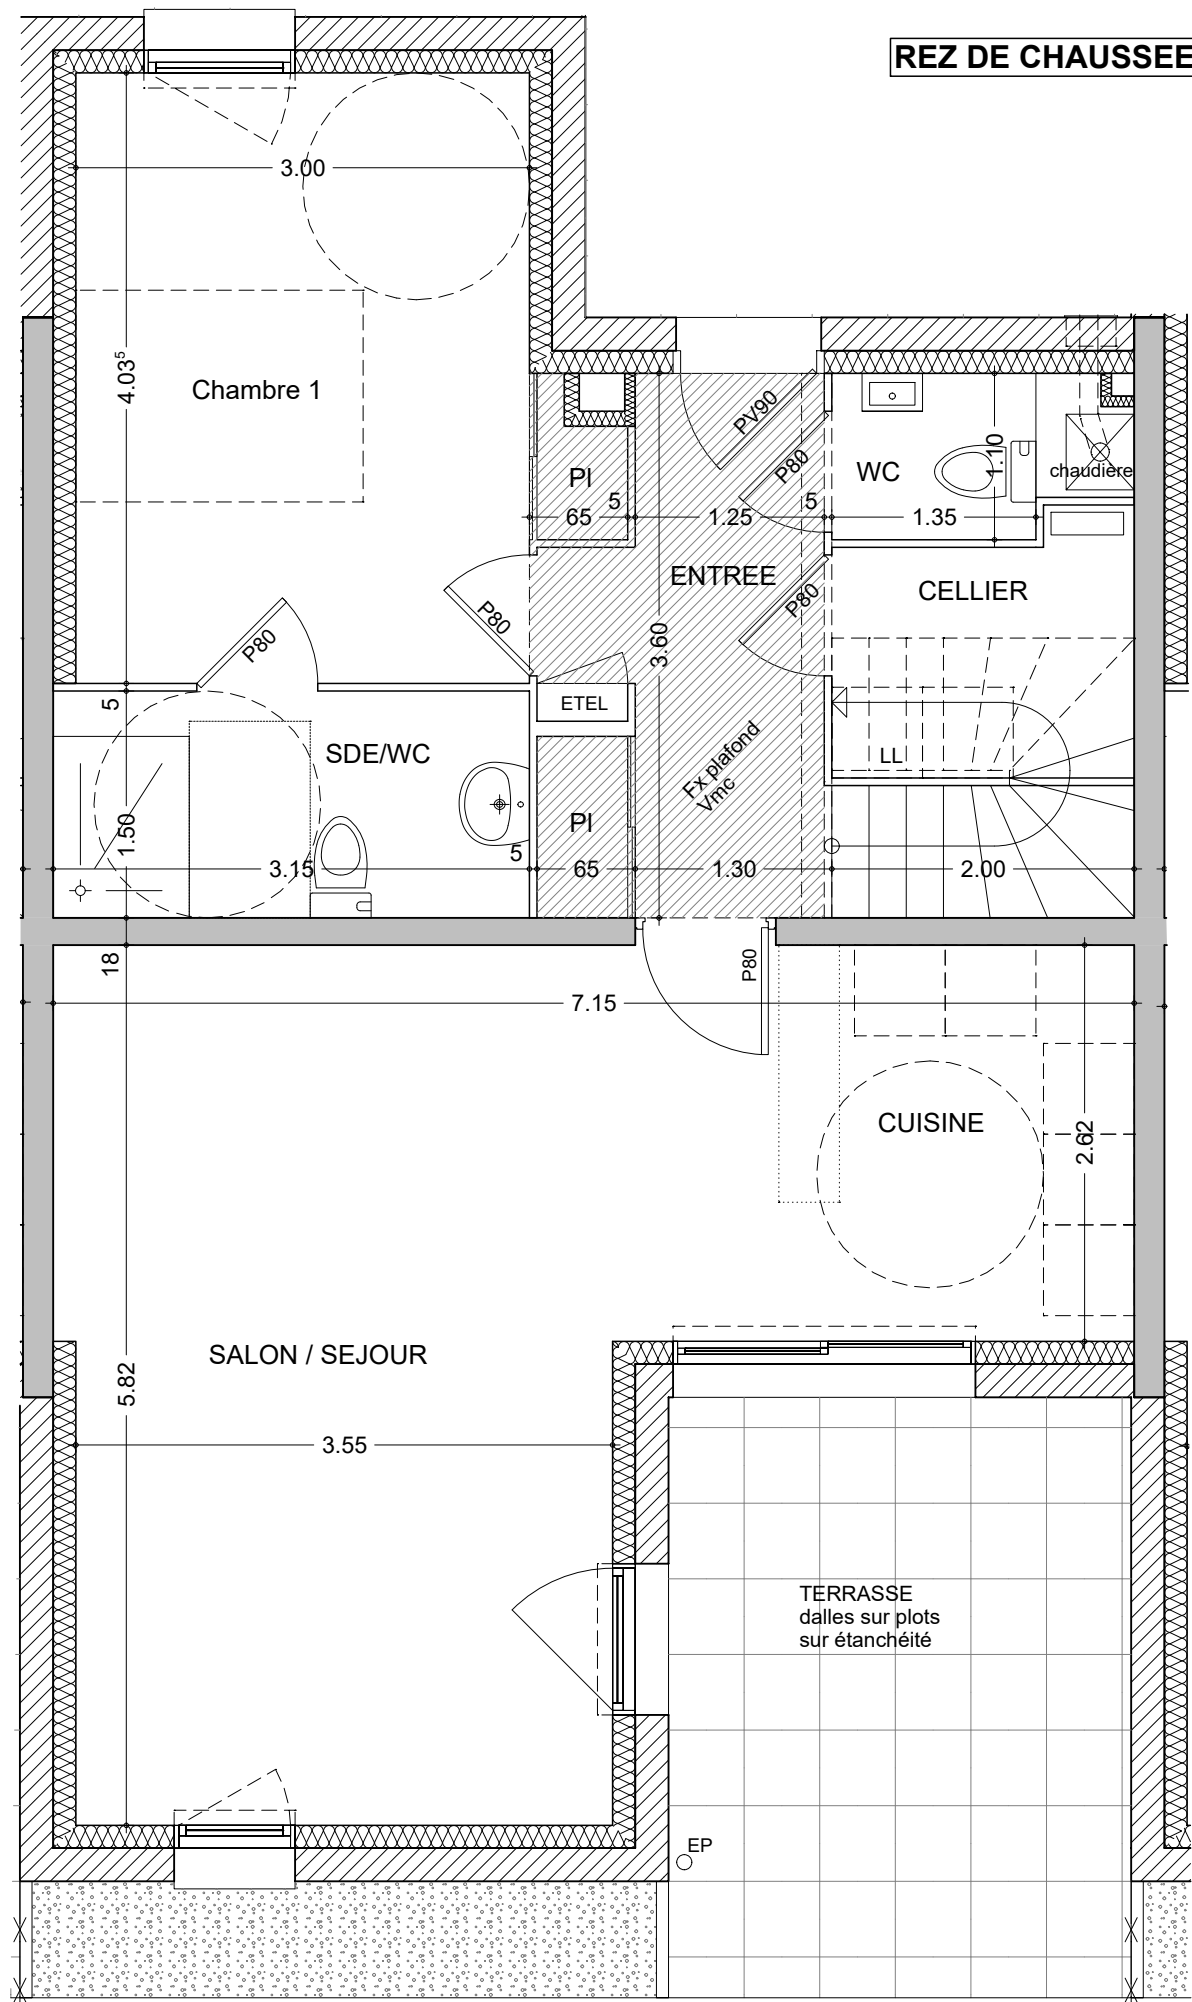 REZ DE CHAUSSEE
3.00
4.03⁵
Chambre 1
PV90
P80
PI
5
65
1.25
5
WC
1.10
1.35
chaudière
ENTREE
CELLIER
P80
P80
P80
3.60
ETEL
5
SDE/WC
Fx plafond
Vmc
LL
1.50
PI
5
3.15
65
1.30
2.00
18
P80
7.15
CUISINE
2.62
SALON / SEJOUR
5.82
3.55
TERRASSE
dalles sur plots
sur étanchéité
EP